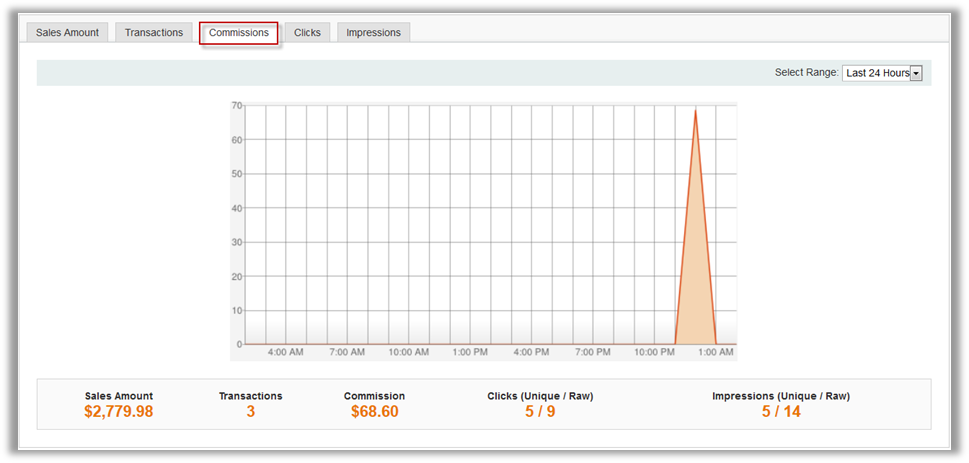 Sales Amount Transactions Commissions Clicks Impressions
Select Range: Last 24 Hours
70
60
50
40
30
20
10
0
4:00 AM 7:00 AM 10:00 AM 1:00 PM 4:00 PM 7:00 PM 10:00 PM 1:00 AM
Sales Amount Transactions Commission Clicks (Unique / Raw) Impressions (Unique / Raw)
$2,779.98 3 $68.60 5 / 9 5 / 14